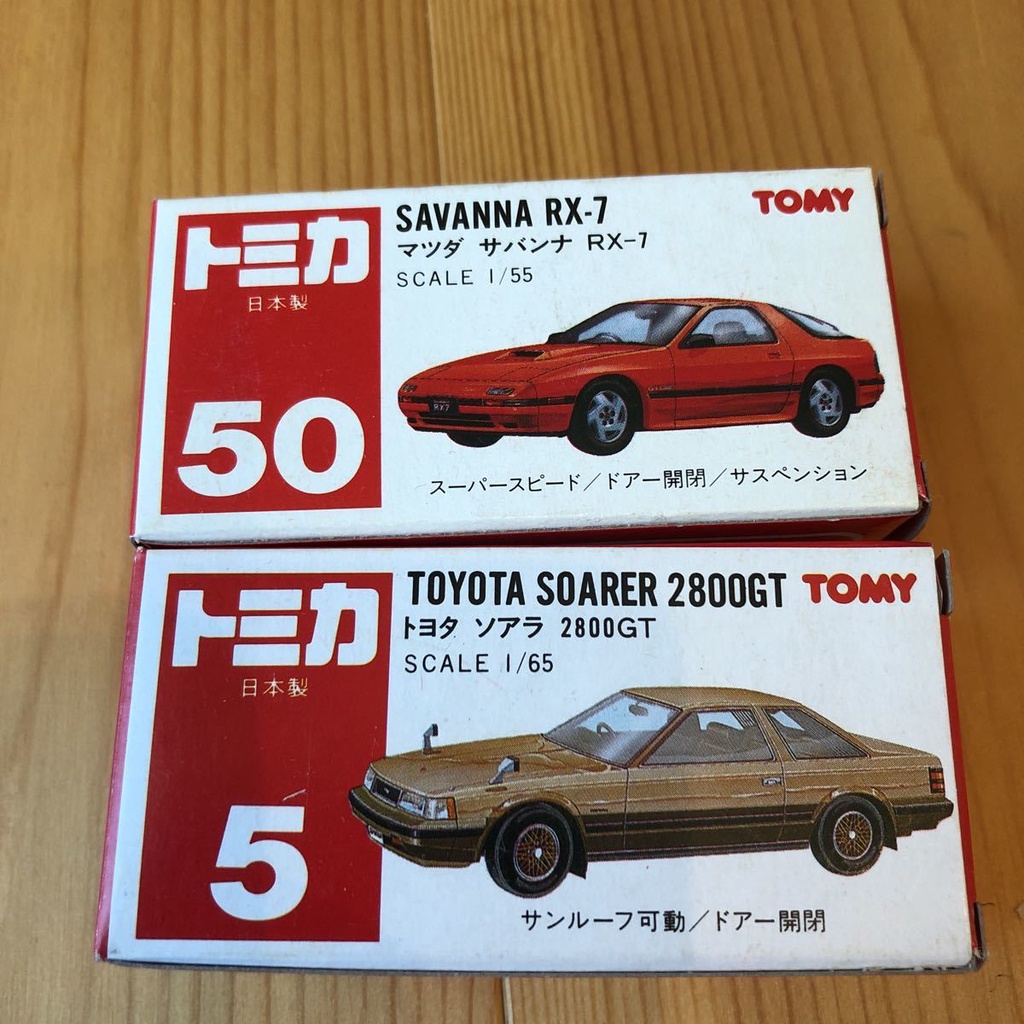 トミカ
日本製
50
SAVANNA RX-7
マツダ サバンナ RX-7
SCALE 1/55
TOMY
RX7
スーパースピード/ドアー開閉/サスペンション
トミカ
日本製
5
TOYOTA SOARER 2800GT
トヨタ ソアラ 2800GT
SCALE 1/65
TOMY
サンルーフ可動/ドアー開閉